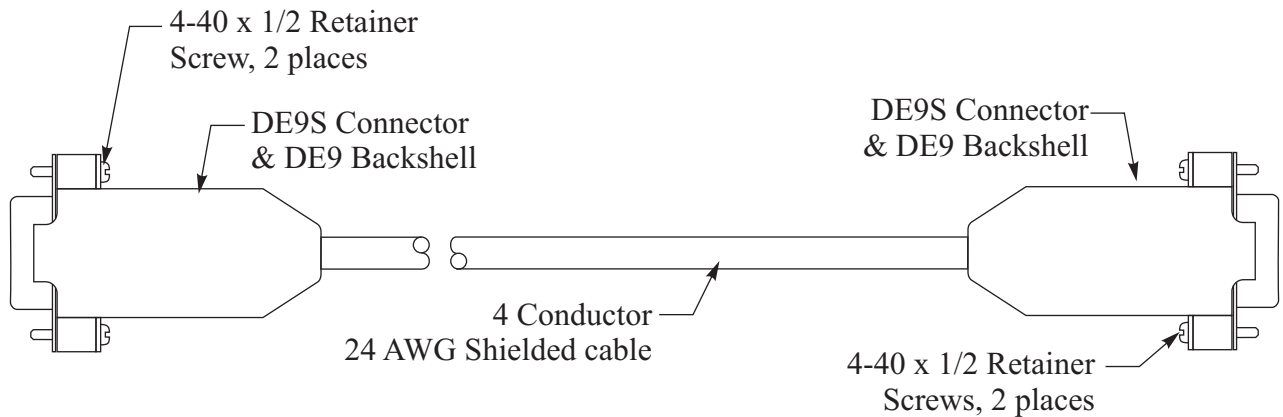 4-40 x 1/2 Retainer
Screw, 2 places
DE9S Connector
& DE9 Backshell
DE9S Connector
& DE9 Backshell
4 Conductor
24 AWG Shielded cable
4-40 x 1/2 Retainer
Screws, 2 places